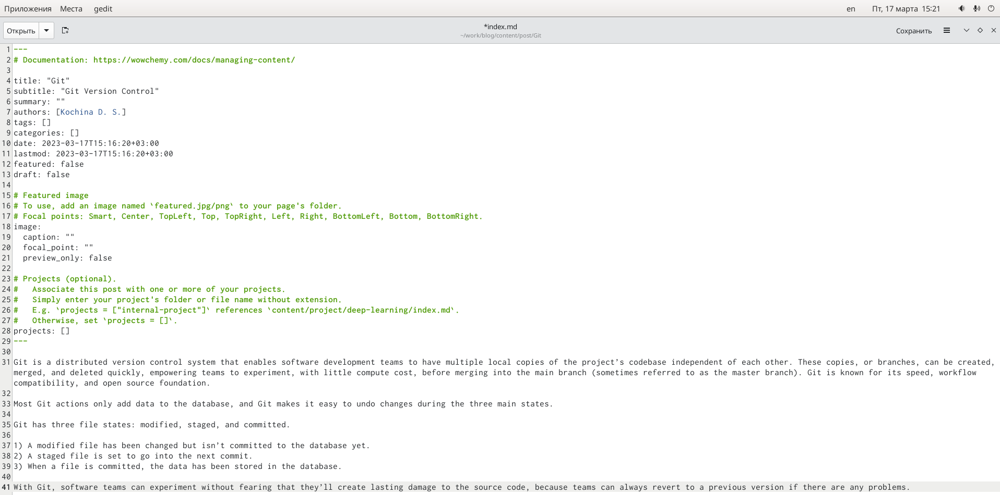 Приложения Места gedit en Пт, 17 марта 15:21
Открыть *index.md Сохранить
~/work/blog/content/post/Git
1 ---
2 # Documentation: https://wowchemy.com/docs/managing-content/
3
4 title: "Git"
5 subtitle: "Git Version Control"
6 summary: ""
7 authors: [Kochina D. S.]
8 tags: []
9 categories: []
10 date: 2023-03-17T15:16:20+03:00
11 lastmod: 2023-03-17T15:16:20+03:00
12 featured: false
13 draft: false
14
15 # Featured image
16 # To use, add an image named `featured.jpg/png` to your page's folder.
17 # Focal points: Smart, Center, TopLeft, Top, TopRight, Left, Right, BottomLeft, Bottom, BottomRight.
18 image:
19   caption: ""
20   focal_point: ""
21   preview_only: false
22
23 # Projects (optional).
24 #   Associate this post with one or more of your projects.
25 #   Simply enter your project's folder or file name without extension.
26 #   E.g. `projects = ["internal-project"]` references `content/project/deep-learning/index.md`.
27 #   Otherwise, set `projects = []`.
28 projects: []
29 ---
30
31 Git is a distributed version control system that enables software development teams to have multiple local copies of the project’s codebase independent of each other. These copies, or branches, can be created,
merged, and deleted quickly, empowering teams to experiment, with little compute cost, before merging into the main branch (sometimes referred to as the master branch). Git is known for its speed, workflow
compatibility, and open source foundation.
32
33 Most Git actions only add data to the database, and Git makes it easy to undo changes during the three main states.
34
35 Git has three file states: modified, staged, and committed.
36
37 1) A modified file has been changed but isn’t committed to the database yet.
38 2) A staged file is set to go into the next commit.
39 3) When a file is committed, the data has been stored in the database.
40
41 With Git, software teams can experiment without fearing that they’ll create lasting damage to the source code, because teams can always revert to a previous version if there are any problems.